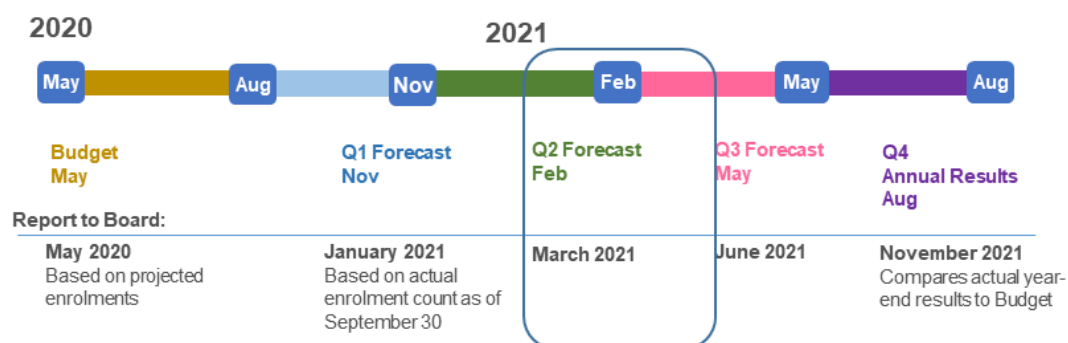 2020
2021
May
Aug
Nov
Feb
May
Aug
Budget
May
Q1 Forecast
Nov
Q2 Forecast
Feb
Q3 Forecast
May
Q4
Annual Results
Aug
Report to Board:
May 2020
Based on projected
enrolments
January 2021
Based on actual
enrolment count as of
September 30
March 2021
June 2021
November 2021
Compares actual year-
end results to Budget